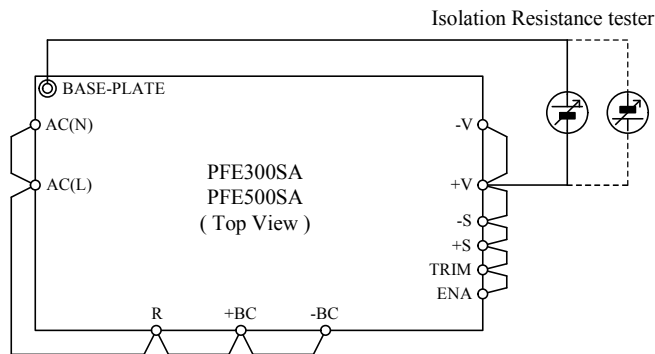 Isolation Resistance tester
BASE-PLATE
AC(N)
-V
AC(L)
PFE300SA
+V
PFE500SA
( Top View )
-S
+S
TRIM
ENA
R
+BC
-BC